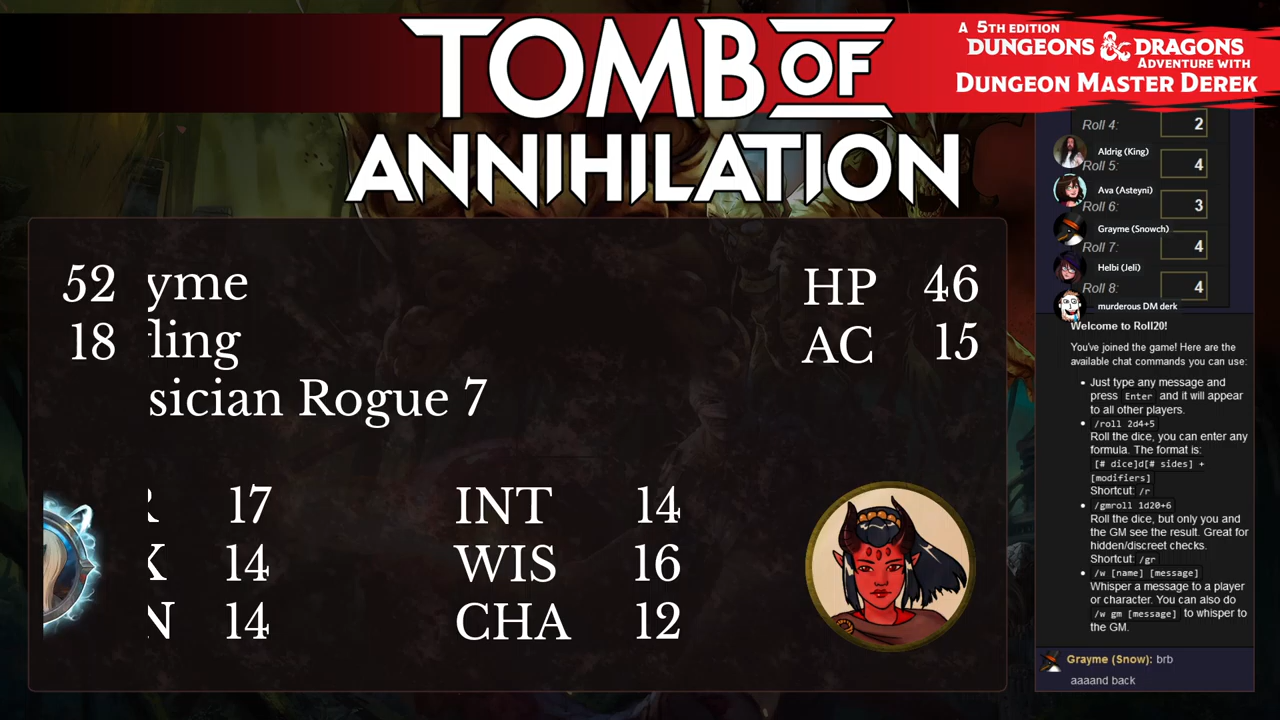 TOMB OF
ANNIHILATION
A 5TH EDITION
DUNGEONS & DRAGONS
ADVENTURE WITH
DUNGEON MASTER DEREK
52 yme
18 ling
sician Rogue 7
HP 46
AC 15
17
X 14
N 14
INT 14
WIS 16
CHA 12
Roll 4: 2
Aldrig (King)
Roll 5: 4
Ava (Asteyni)
Roll 6: 3
Grayme (Snowch)
Roll 7: 4
Helbi (Jeli)
Roll 8: 4
murderous DM derk
Welcome to Roll20!
You've joined the game! Here are the
available chat commands you can use:
• Just type any message and
press Enter and it will appear
to all other players.
• /roll 2d4+5
Roll the dice, you can enter any
formula. The format is:
[# dice]d[# sides] +
[modifiers]
Shortcut: /r
• /gmroll 1d20+6
Roll the dice, but only you and
the GM see the result. Great for
hidden/discreet checks.
Shortcut: /gr
• /w [name] [message]
Whisper a message to a player
or character. You can also do
/w gm [message] to whisper to
the GM.
Grayme (Snow): brb
aaaand back